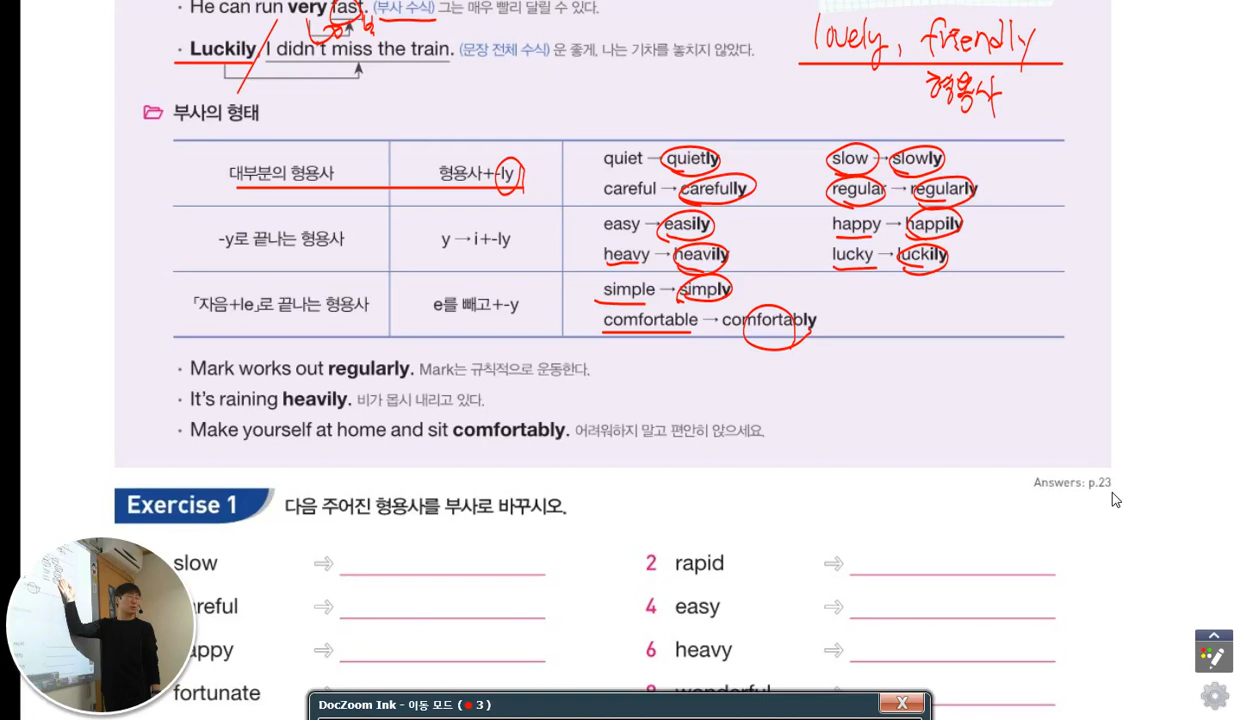 · He can run very fast. (부사 수식) 그는 매우 빨리 달릴 수 있다.
· Luckily, I didn't miss the train. (문장 전체 수식) 운 좋게, 나는 기차를 놓치지 않았다.
lovely, friendly
형용사
부사의 형태
대부분의 형용사 형용사+-ly quiet → quietly slow → slowly
careful → carefully regular → regularly
-y로 끝나는 형용사 y → i+-ly easy → easily happy → happily
heavy → heavily lucky → luckily
「자음+le」로 끝나는 형용사 e를 빼고+-y simple → simply
comfortable → comfortably
· Mark works out regularly. Mark는 규칙적으로 운동한다.
· It's raining heavily. 비가 몹시 내리고 있다.
· Make yourself at home and sit comfortably. 어려워하지 말고 편안히 앉으세요.
Answers: p.23
Exercise 1 다음 주어진 형용사를 부사로 바꾸시오.
slow ⇨ 2 rapid ⇨
areful ⇨ 4 easy ⇨
appy ⇨ 6 heavy ⇨
fortunate 8 wonderful
DocZoom Ink - 이동 모드 ( ● 3 ) X